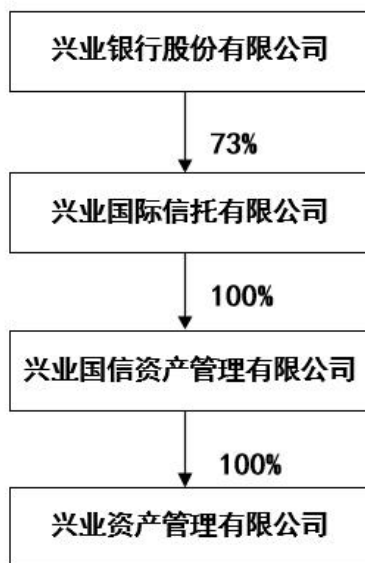 兴业银行股份有限公司
73%
兴业国际信托有限公司
100%
兴业国信资产管理有限公司
100%
兴业资产管理有限公司